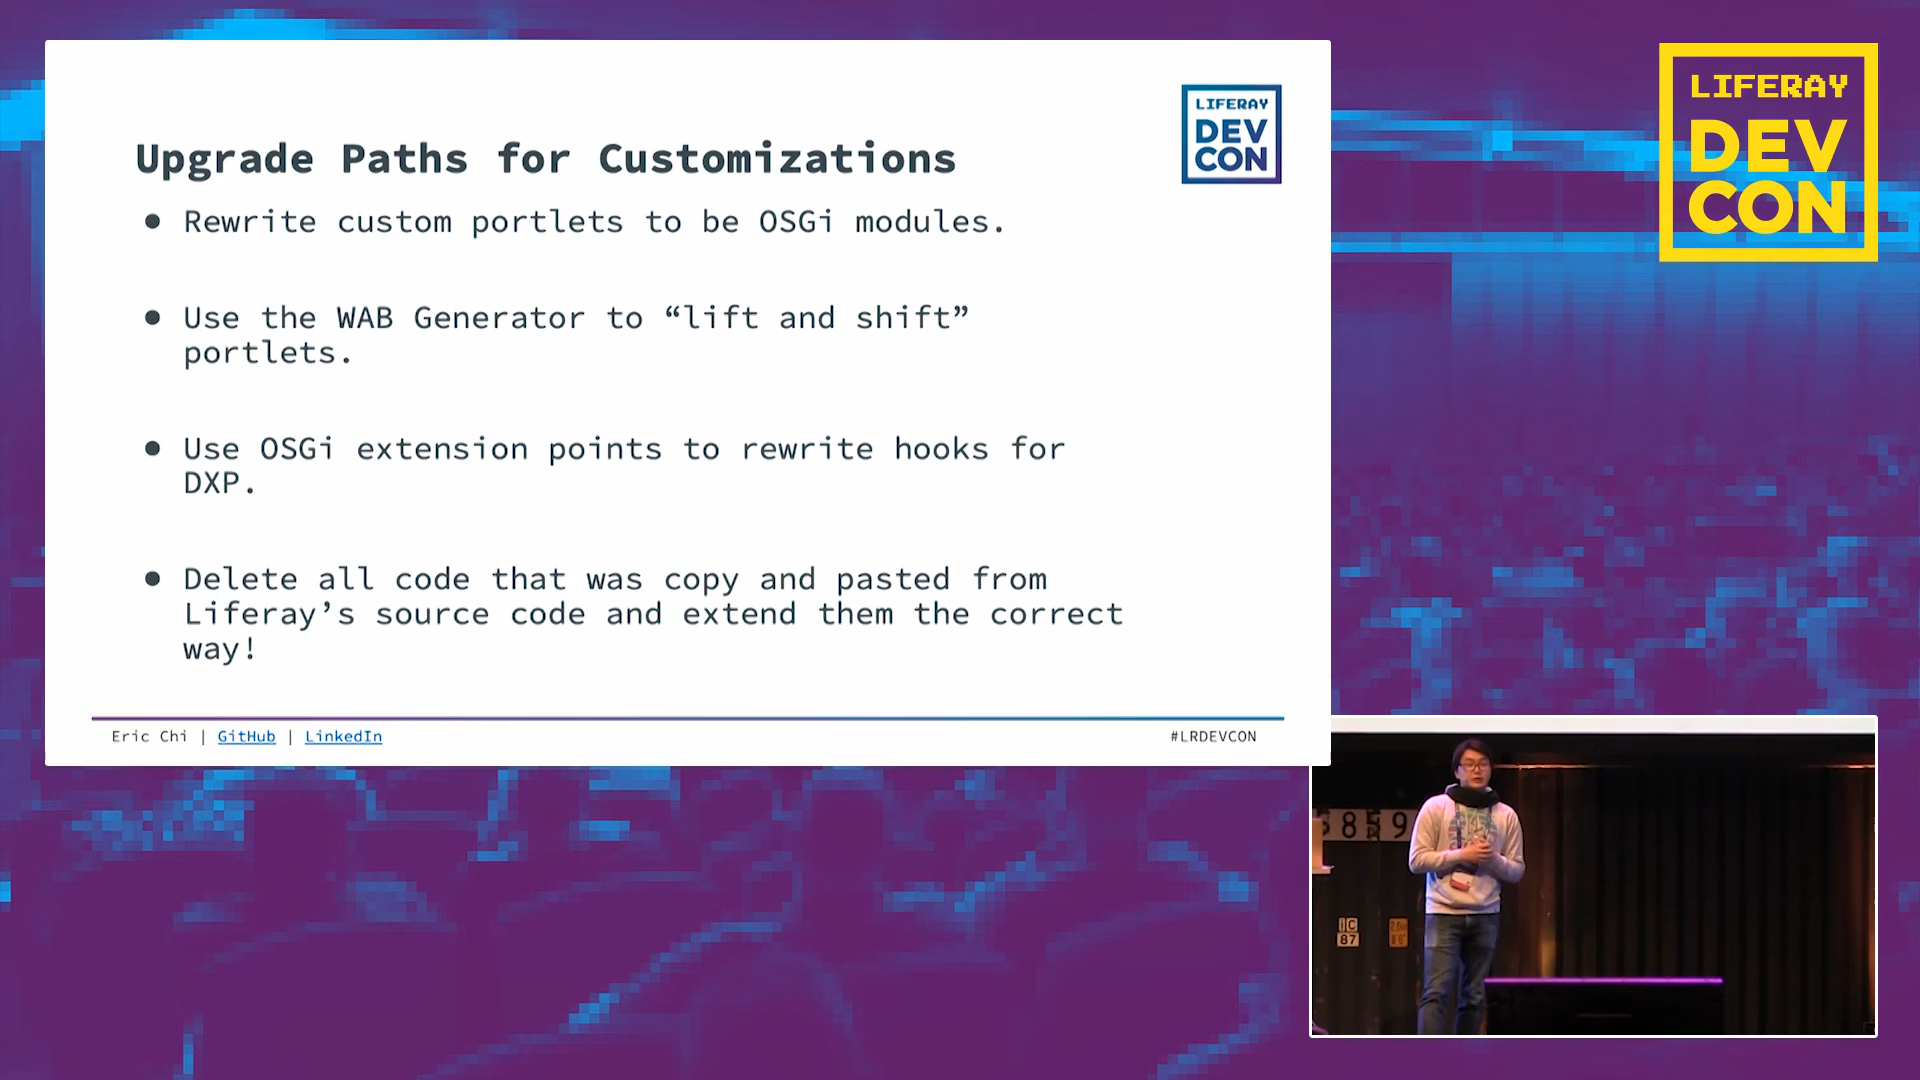 Upgrade Paths for Customizations
LIFERAY
DEV
CON
● Rewrite custom portlets to be OSGi modules.
● Use the WAB Generator to “lift and shift”
portlets.
● Use OSGi extension points to rewrite hooks for
DXP.
● Delete all code that was copy and pasted from
Liferay’s source code and extend them the correct
way!
Eric Chi | GitHub | LinkedIn
#LRDEVCON
LIFERAY
DEV
CON
859
iC
87